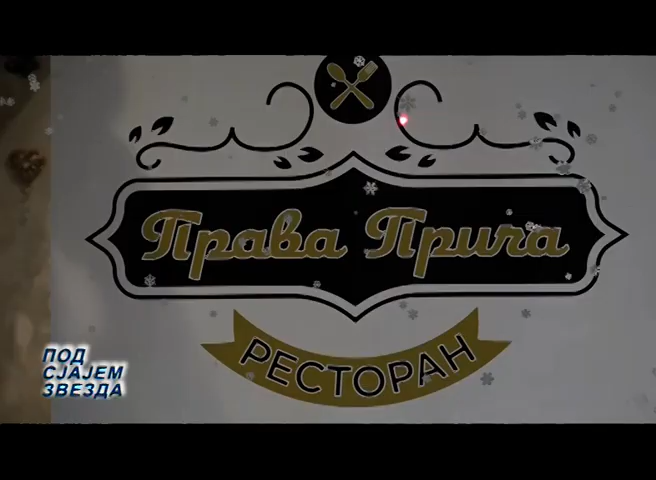 Права Прича
РЕСТОРАН
ПОД
СЈАЈЕМ
ЗВЕЗДА